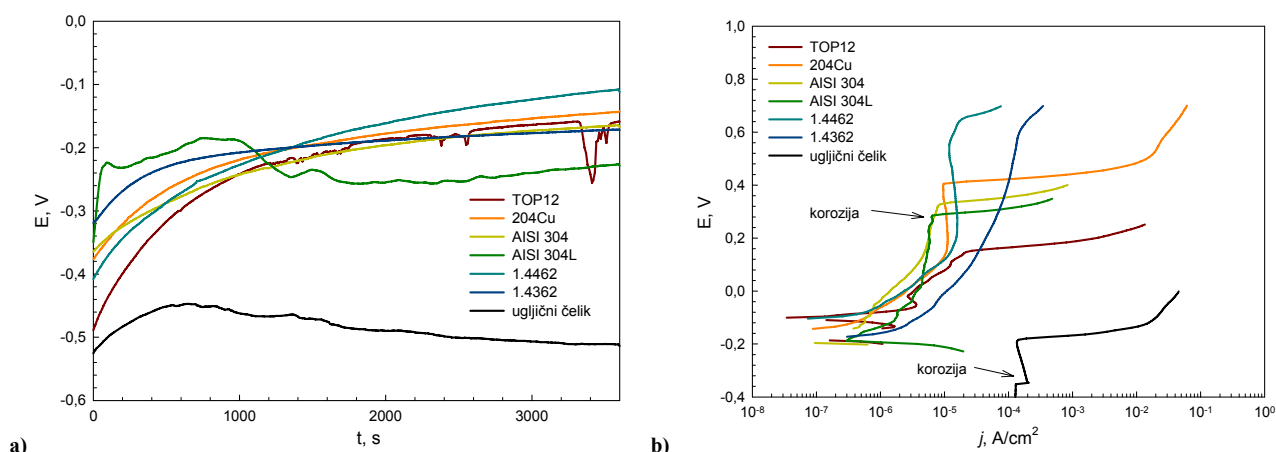 0,0
-0,1
-0,2
-0,3
-0,4
-0,5
-0,6
E, V
0
1000
2000
3000
t, s
TOP12
204Cu
AISI 304
AISI 304L
1.4462
1.4362
ugljični čelik
a)
1,0
0,8
0,6
0,4
0,2
0,0
-0,2
-0,4
E, V
TOP12
204Cu
AISI 304
AISI 304L
1.4462
1.4362
ugljični čelik
korozija
korozija
10⁻⁸
10⁻⁷
10⁻⁶
10⁻⁵
10⁻⁴
10⁻³
10⁻²
10⁻¹
10⁰
j, A/cm²
b)